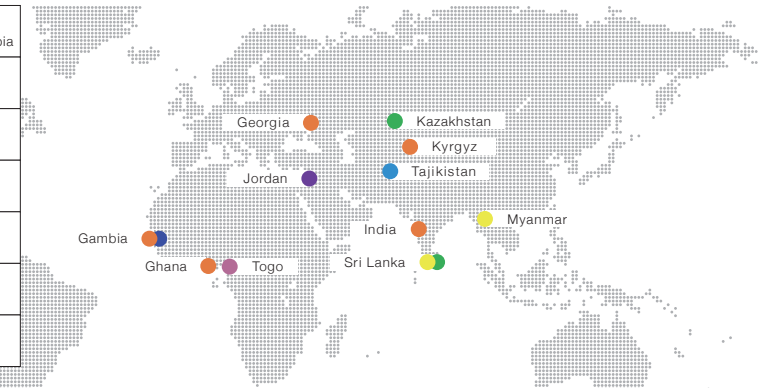 Georgia
Kazakhstan
Kyrgyz
Tajikistan
Jordan
Myanmar
India
Gambia
Sri Lanka
Ghana
Togo